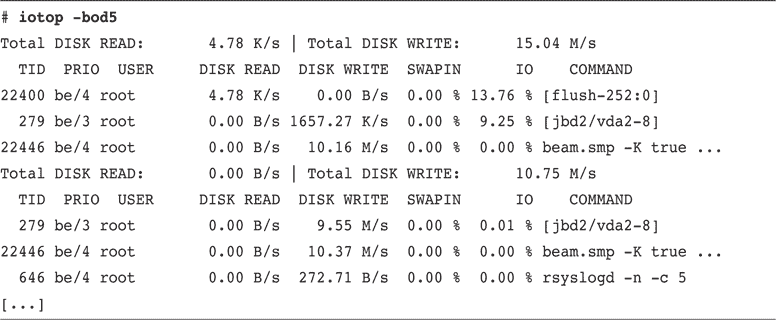 # iotop -bod5
Total DISK READ:       4.78 K/s | Total DISK WRITE:      15.04 M/s
  TID  PRIO  USER     DISK READ  DISK WRITE  SWAPIN      IO    COMMAND
22400 be/4 root        4.78 K/s    0.00 B/s  0.00 % 13.76 % [flush-252:0]
  279 be/3 root        0.00 B/s 1657.27 K/s  0.00 %  9.25 % [jbd2/vda2-8]
22446 be/4 root        0.00 B/s   10.16 M/s  0.00 %  0.00 % beam.smp -K true ...
Total DISK READ:       0.00 B/s | Total DISK WRITE:      10.75 M/s
  TID  PRIO  USER     DISK READ  DISK WRITE  SWAPIN      IO    COMMAND
  279 be/3 root        0.00 B/s    9.55 M/s  0.00 %  0.01 % [jbd2/vda2-8]
22446 be/4 root        0.00 B/s   10.37 M/s  0.00 %  0.00 % beam.smp -K true ...
  646 be/4 root        0.00 B/s  272.71 B/s  0.00 %  0.00 % rsyslogd -n -c 5
[...]